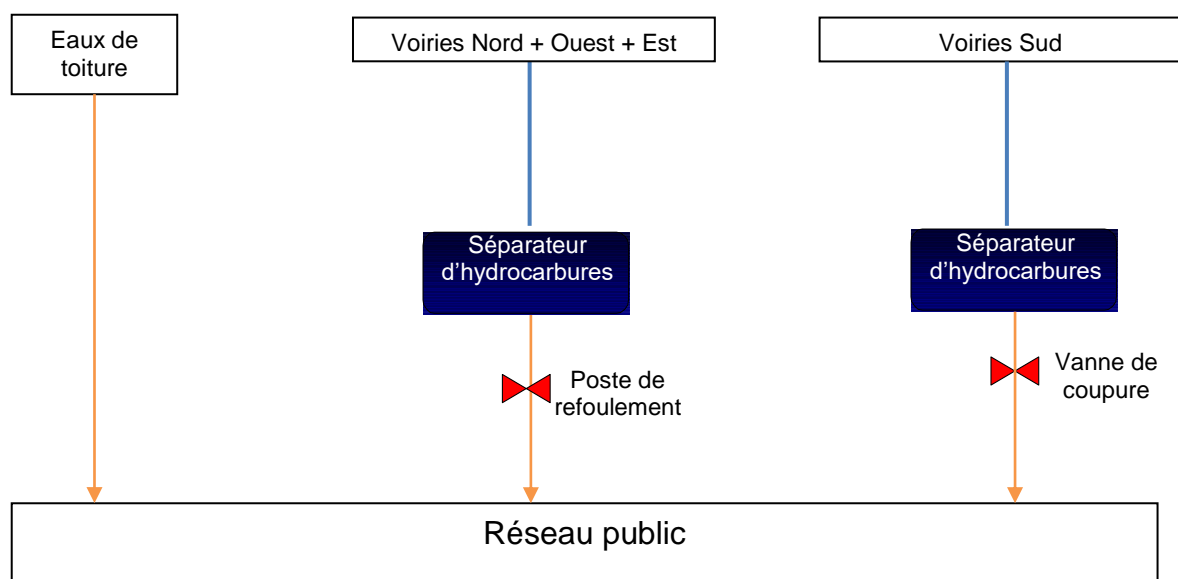 Eaux de
toiture
Voiries Nord + Ouest + Est
Voiries Sud
Séparateur
d’hydrocarbures
Séparateur
d’hydrocarbures
Poste de
refoulement
Vanne de
coupure
Réseau public